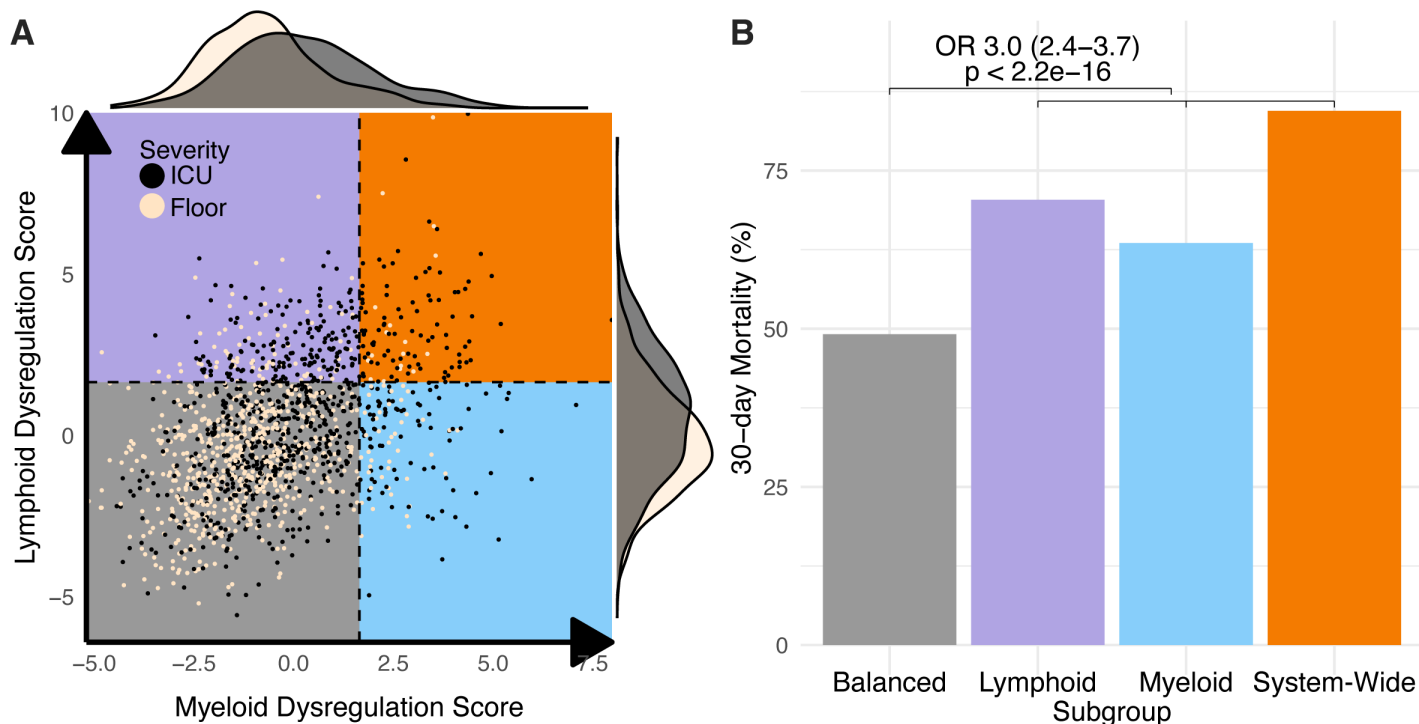 A
10
5
0
−5
Lymphoid Dysregulation Score
Severity
ICU
Floor
−5.0 −2.5 0.0 2.5 5.0 7.5
Myeloid Dysregulation Score
B
OR 3.0 (2.4−3.7)
p < 2.2e−16
75
50
25
0
30−day Mortality (%)
Balanced Lymphoid Myeloid System-Wide
Subgroup